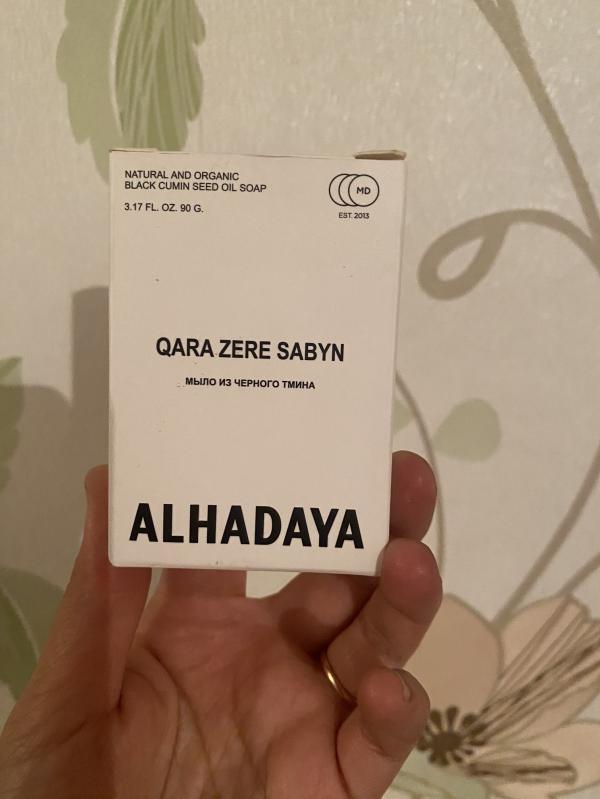 NATURAL AND ORGANIC
BLACK CUMIN SEED OIL SOAP
3.17 FL. OZ. 90 G.
MD
EST. 2013
QARA ZERE SABYN
МЫЛО ИЗ ЧЕРНОГО ТМИНА
ALHADAYA